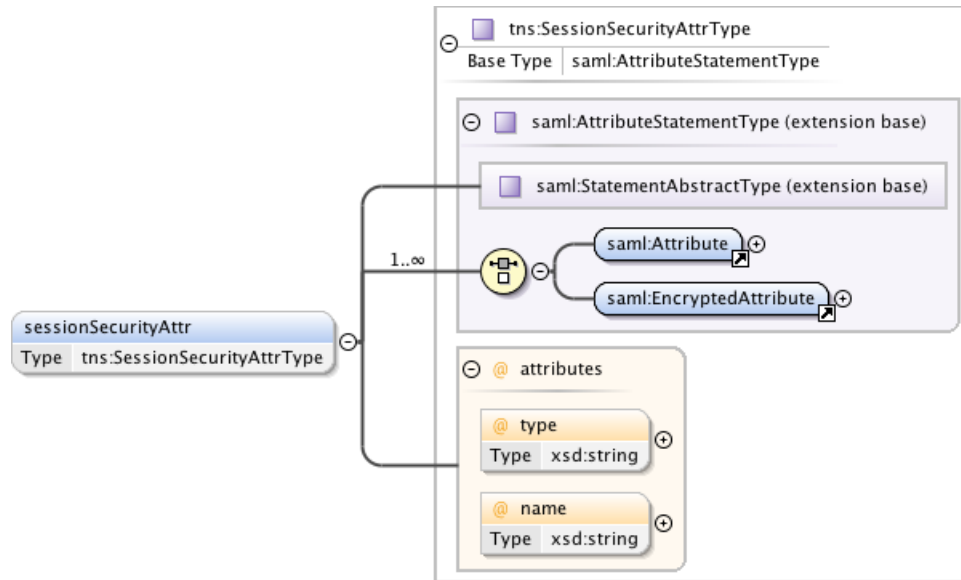 tns:SessionSecurityAttrType
Base Type saml:AttributeStatementType
saml:AttributeStatementType (extension base)
saml:StatementAbstractType (extension base)
1..∞
saml:Attribute
saml:EncryptedAttribute
sessionSecurityAttr
Type tns:SessionSecurityAttrType
@ attributes
@ type
Type xsd:string
@ name
Type xsd:string